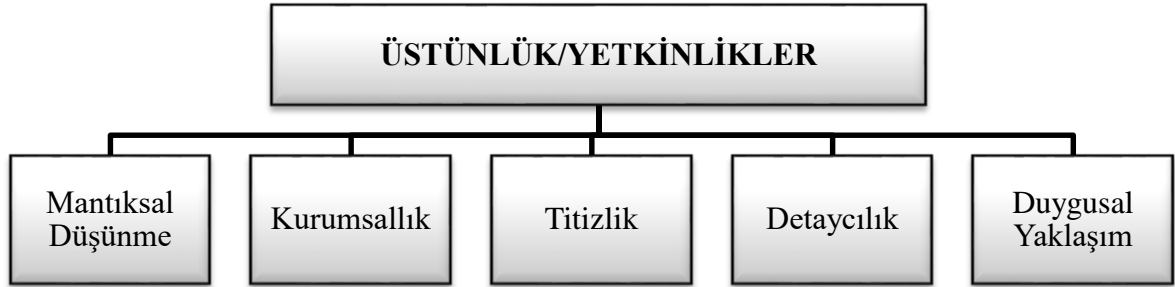 ÜSTÜNLÜK/YETKİNLİKLER
Mantıksal
Düşünme
Kurumsallık
Titizlik
Detaycılık
Duygusal
Yaklaşım